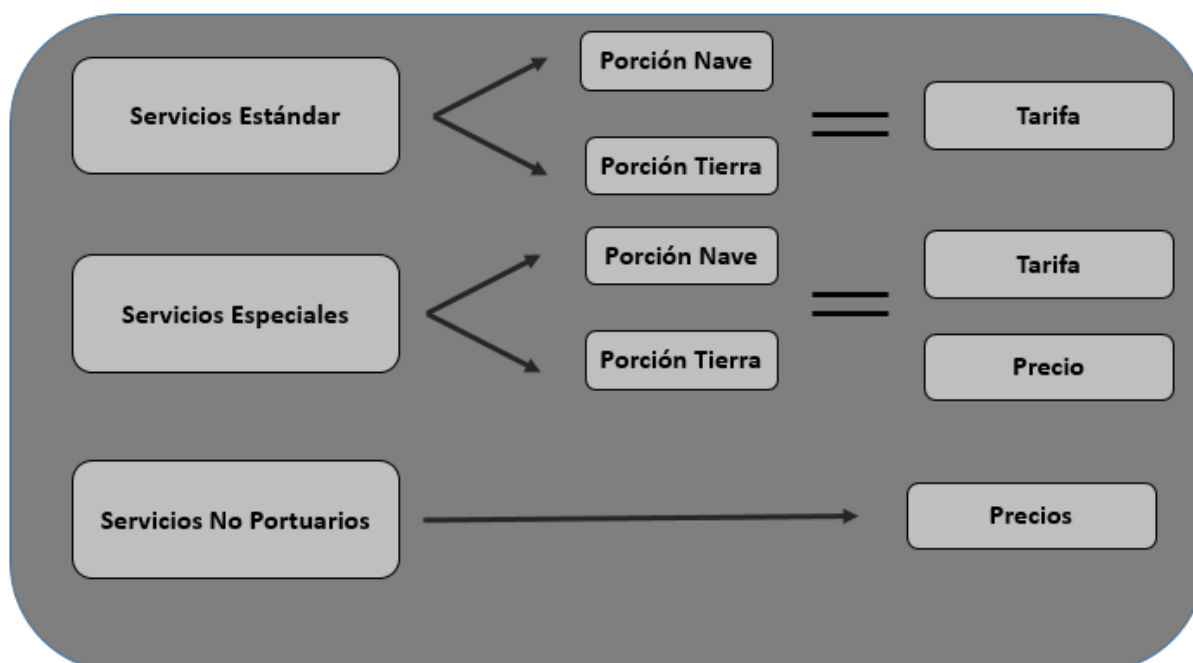 Servicios Estándar
Porción Nave
Porción Tierra
Tarifa
Servicios Especiales
Porción Nave
Porción Tierra
Tarifa
Precio
Servicios No Portuarios
Precios